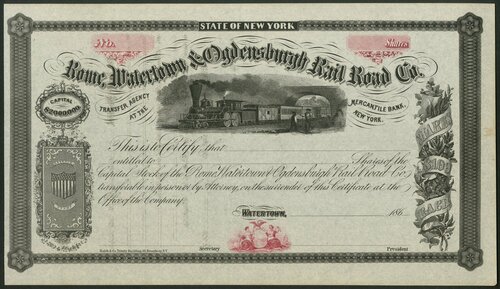 STATE OF NEW YORK
No.
Shares
Rome, Watertown & Ogdensburgh Rail Road Co.
TRANSFER AGENCY
AT THE
MERCANTILE BANK,
NEW YORK.
CAPITAL
$2000000
This is to Certify, that
entitled to Shares of the
Capital Stock of the Rome Watertown & Ogdensburgh Rail Road Co.
transferable in person or by Attorney, on the surrender of this Certificate at the
Office of the Company.
WATERTOWN, 186
Secretary
President